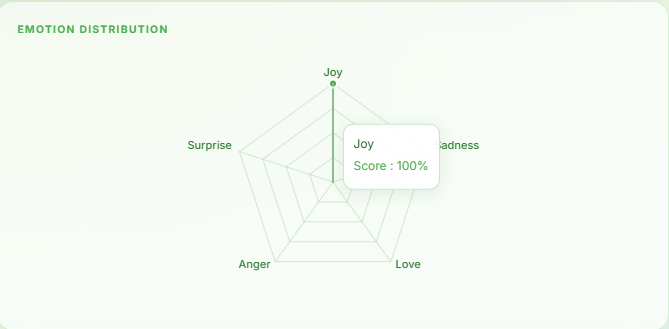 EMOTION DISTRIBUTION
Joy
Joy
Score : 100%
Surprise
Sadness
Anger
Love